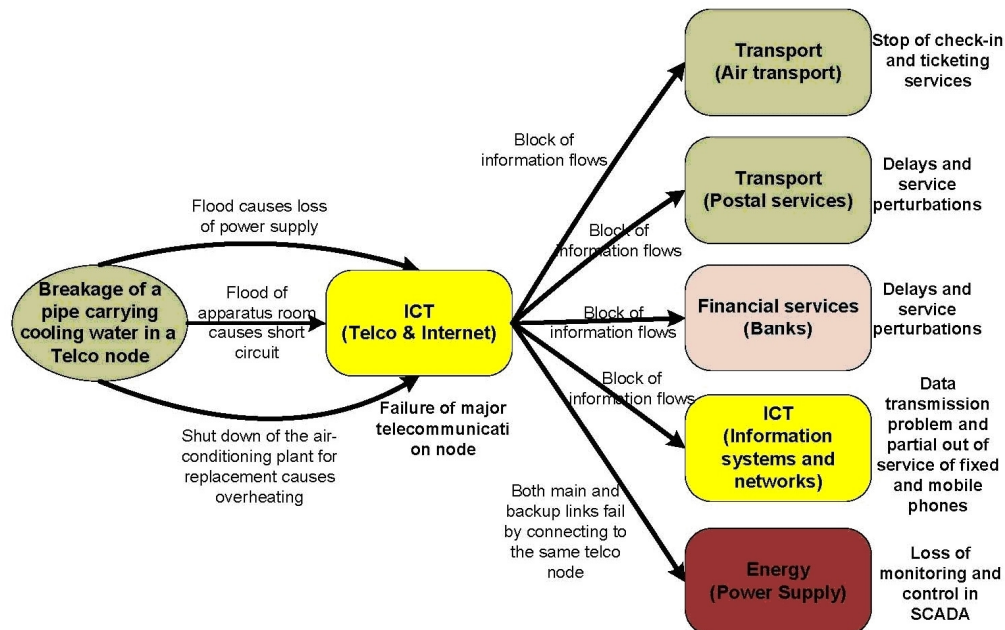 Breakage of a
pipe carrying
cooling water in a
Telco node
Flood causes loss
of power supply
Flood of
apparatus room
causes short
circuit
Shut down of the air-
conditioning plant for
replacement causes
overheating
ICT
(Telco & Internet)
Failure of major
telecommunicati
on node
Block of
information flows
Block of
information flows
Block of
information flows
Block of
information flows
Both main and
backup links fail
by connecting to
the same telco
node
Transport
(Air transport)
Stop of check-in
and ticketing
services
Transport
(Postal services)
Delays and
service
perturbations
Financial services
(Banks)
Delays and
service
perturbations
ICT
(Information
systems and
networks)
Data
transmission
problem and
partial out of
service of fixed
and mobile
phones
Energy
(Power Supply)
Loss of
monitoring and
control in
SCADA